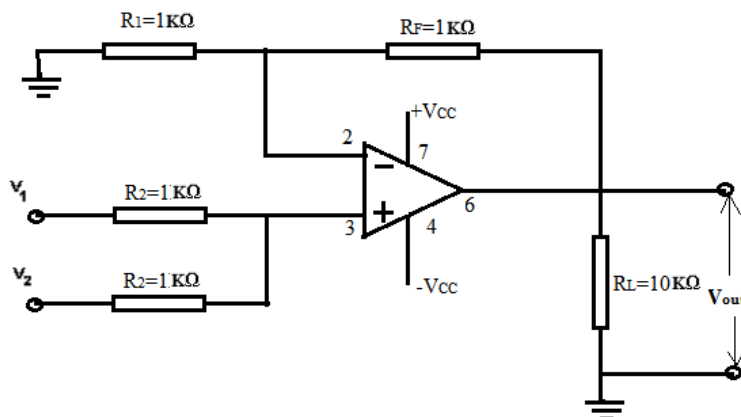 R1=1KΩ
RF=1KΩ
+VCC
2
7
V1
R2=1KΩ
3
4
6
V2
R2=1KΩ
-VCC
RL=10KΩ
Vout